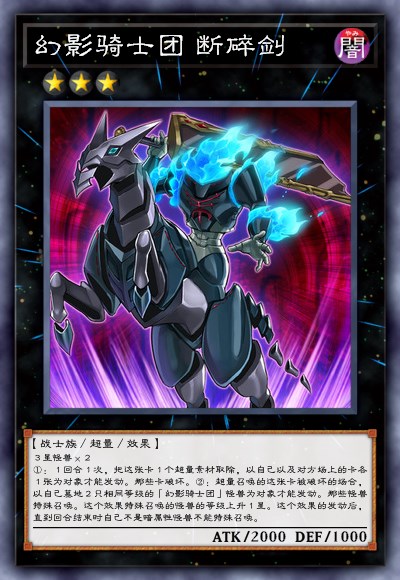 幻影骑士团 断碎剑
やみ
闇
【战士族／超量／效果】
3星怪兽×2
①：1回合1次，把这张卡1个超量素材取除，以自己以及对方场上的卡各
1张为对象才能发动。那些卡破坏。②：超量召唤的这张卡被破坏的场合，
以自己墓地2只相同等级的「幻影骑士团」怪兽为对象才能发动。那些怪兽
特殊召唤。这个效果特殊召唤的怪兽的等级上升1星。这个效果的发动后，
直到回合结束时自己不是暗属性怪兽不能特殊召唤。
ATK/2000 DEF/1000